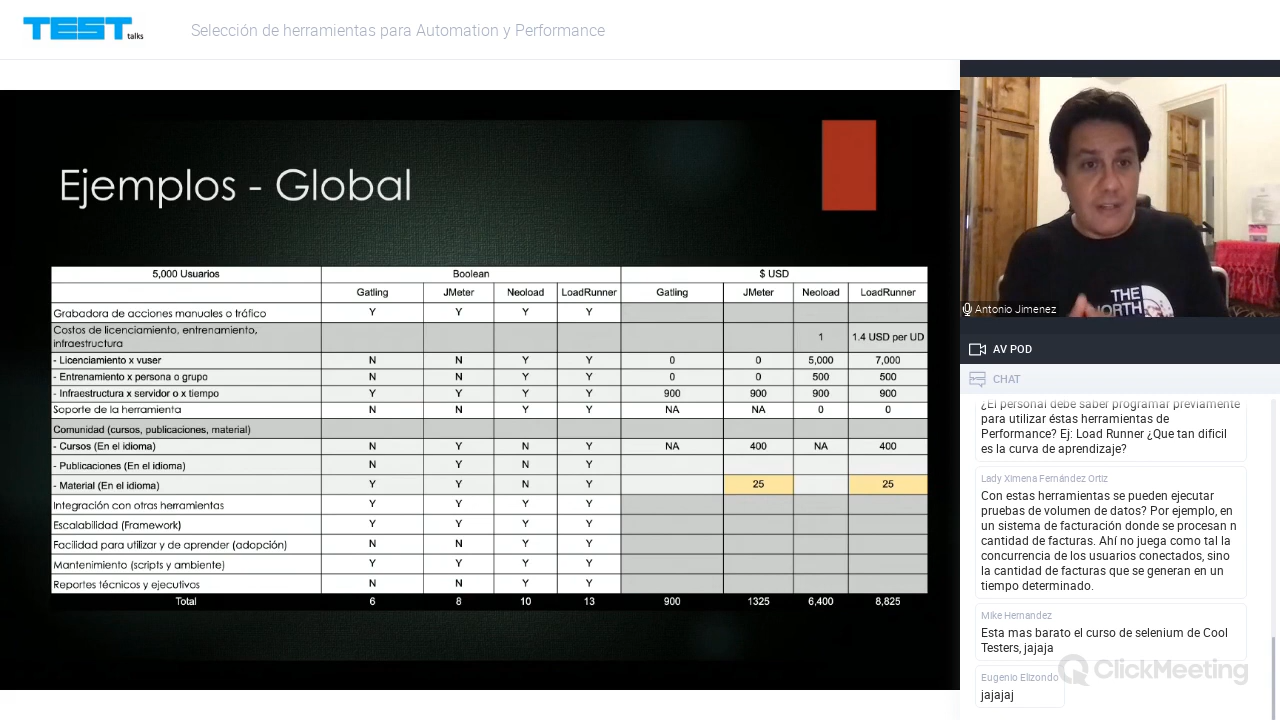 TEST talks
Selección de herramientas para Automation y Performance
Ejemplos - Global
5,000 Usuarios Boolean $ USD
Gatling JMeter Neoload LoadRunner Gatling JMeter Neoload LoadRunner
Grabadora de acciones manuales o tráfico Y Y Y Y
Costos de licenciamiento, entrenamiento,
infraestructura 1 1.4 USD per UD
- Licenciamiento x vuser N N Y Y 0 0 5,000 7,000
- Entrenamiento x persona o grupo N N Y Y 0 0 500 500
- Infraestructura x servidor o x tiempo Y Y Y Y 900 900 900 900
Soporte de la herramienta N N Y Y NA NA 0 0
Comunidad (cursos, publicaciones, material)
- Cursos (En el idioma) N Y N Y NA 400 NA 400
- Publicaciones (En el idioma) N Y N Y
- Material (En el idioma) Y Y N Y 25 25
Integración con otras herramientas Y Y Y Y
Escalabilidad (Framework) Y Y Y Y
Facilidad para utilizar y de aprender (adopción) N N Y Y
Mantenimiento (scripts y ambiente) Y Y Y Y
Reportes técnicos y ejecutivos N N Y Y
Total 6 8 10 13 900 1325 6,400 8,825
THE
NORTH
Antonio Jimenez
AV POD
CHAT
¿El personal debe saber programar previamente
para utilizar éstas herramientas de
Performance? Ej: Load Runner ¿Que tan dificil
es la curva de aprendizaje?
Lady Ximena Fernández Ortiz
Con estas herramientas se pueden ejecutar
pruebas de volumen de datos? Por ejemplo, en
un sistema de facturación donde se procesan n
cantidad de facturas. Ahí no juega como tal la
concurrencia de los usuarios conectados, sino
la cantidad de facturas que se generan en un
tiempo determinado.
Mike Hernandez
Esta mas barato el curso de selenium de Cool
Testers, jajaja
Eugenio Elizondo
jajajaj
ClickMeeting